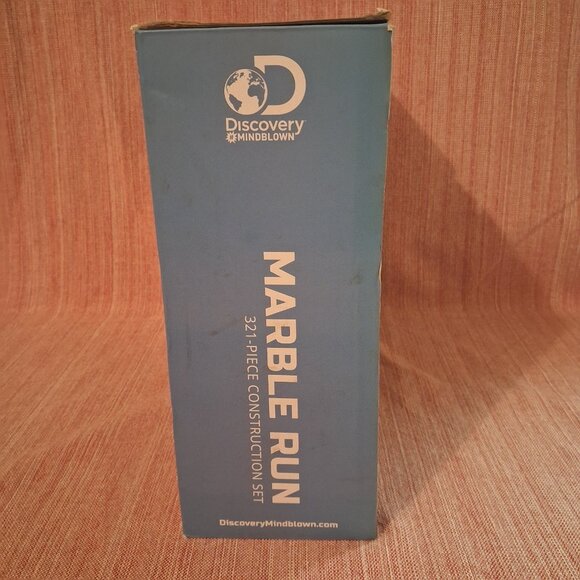 Discovery
MINDBLOWN
MARBLE RUN
321-PIECE CONSTRUCTION SET
DiscoveryMindblown.com